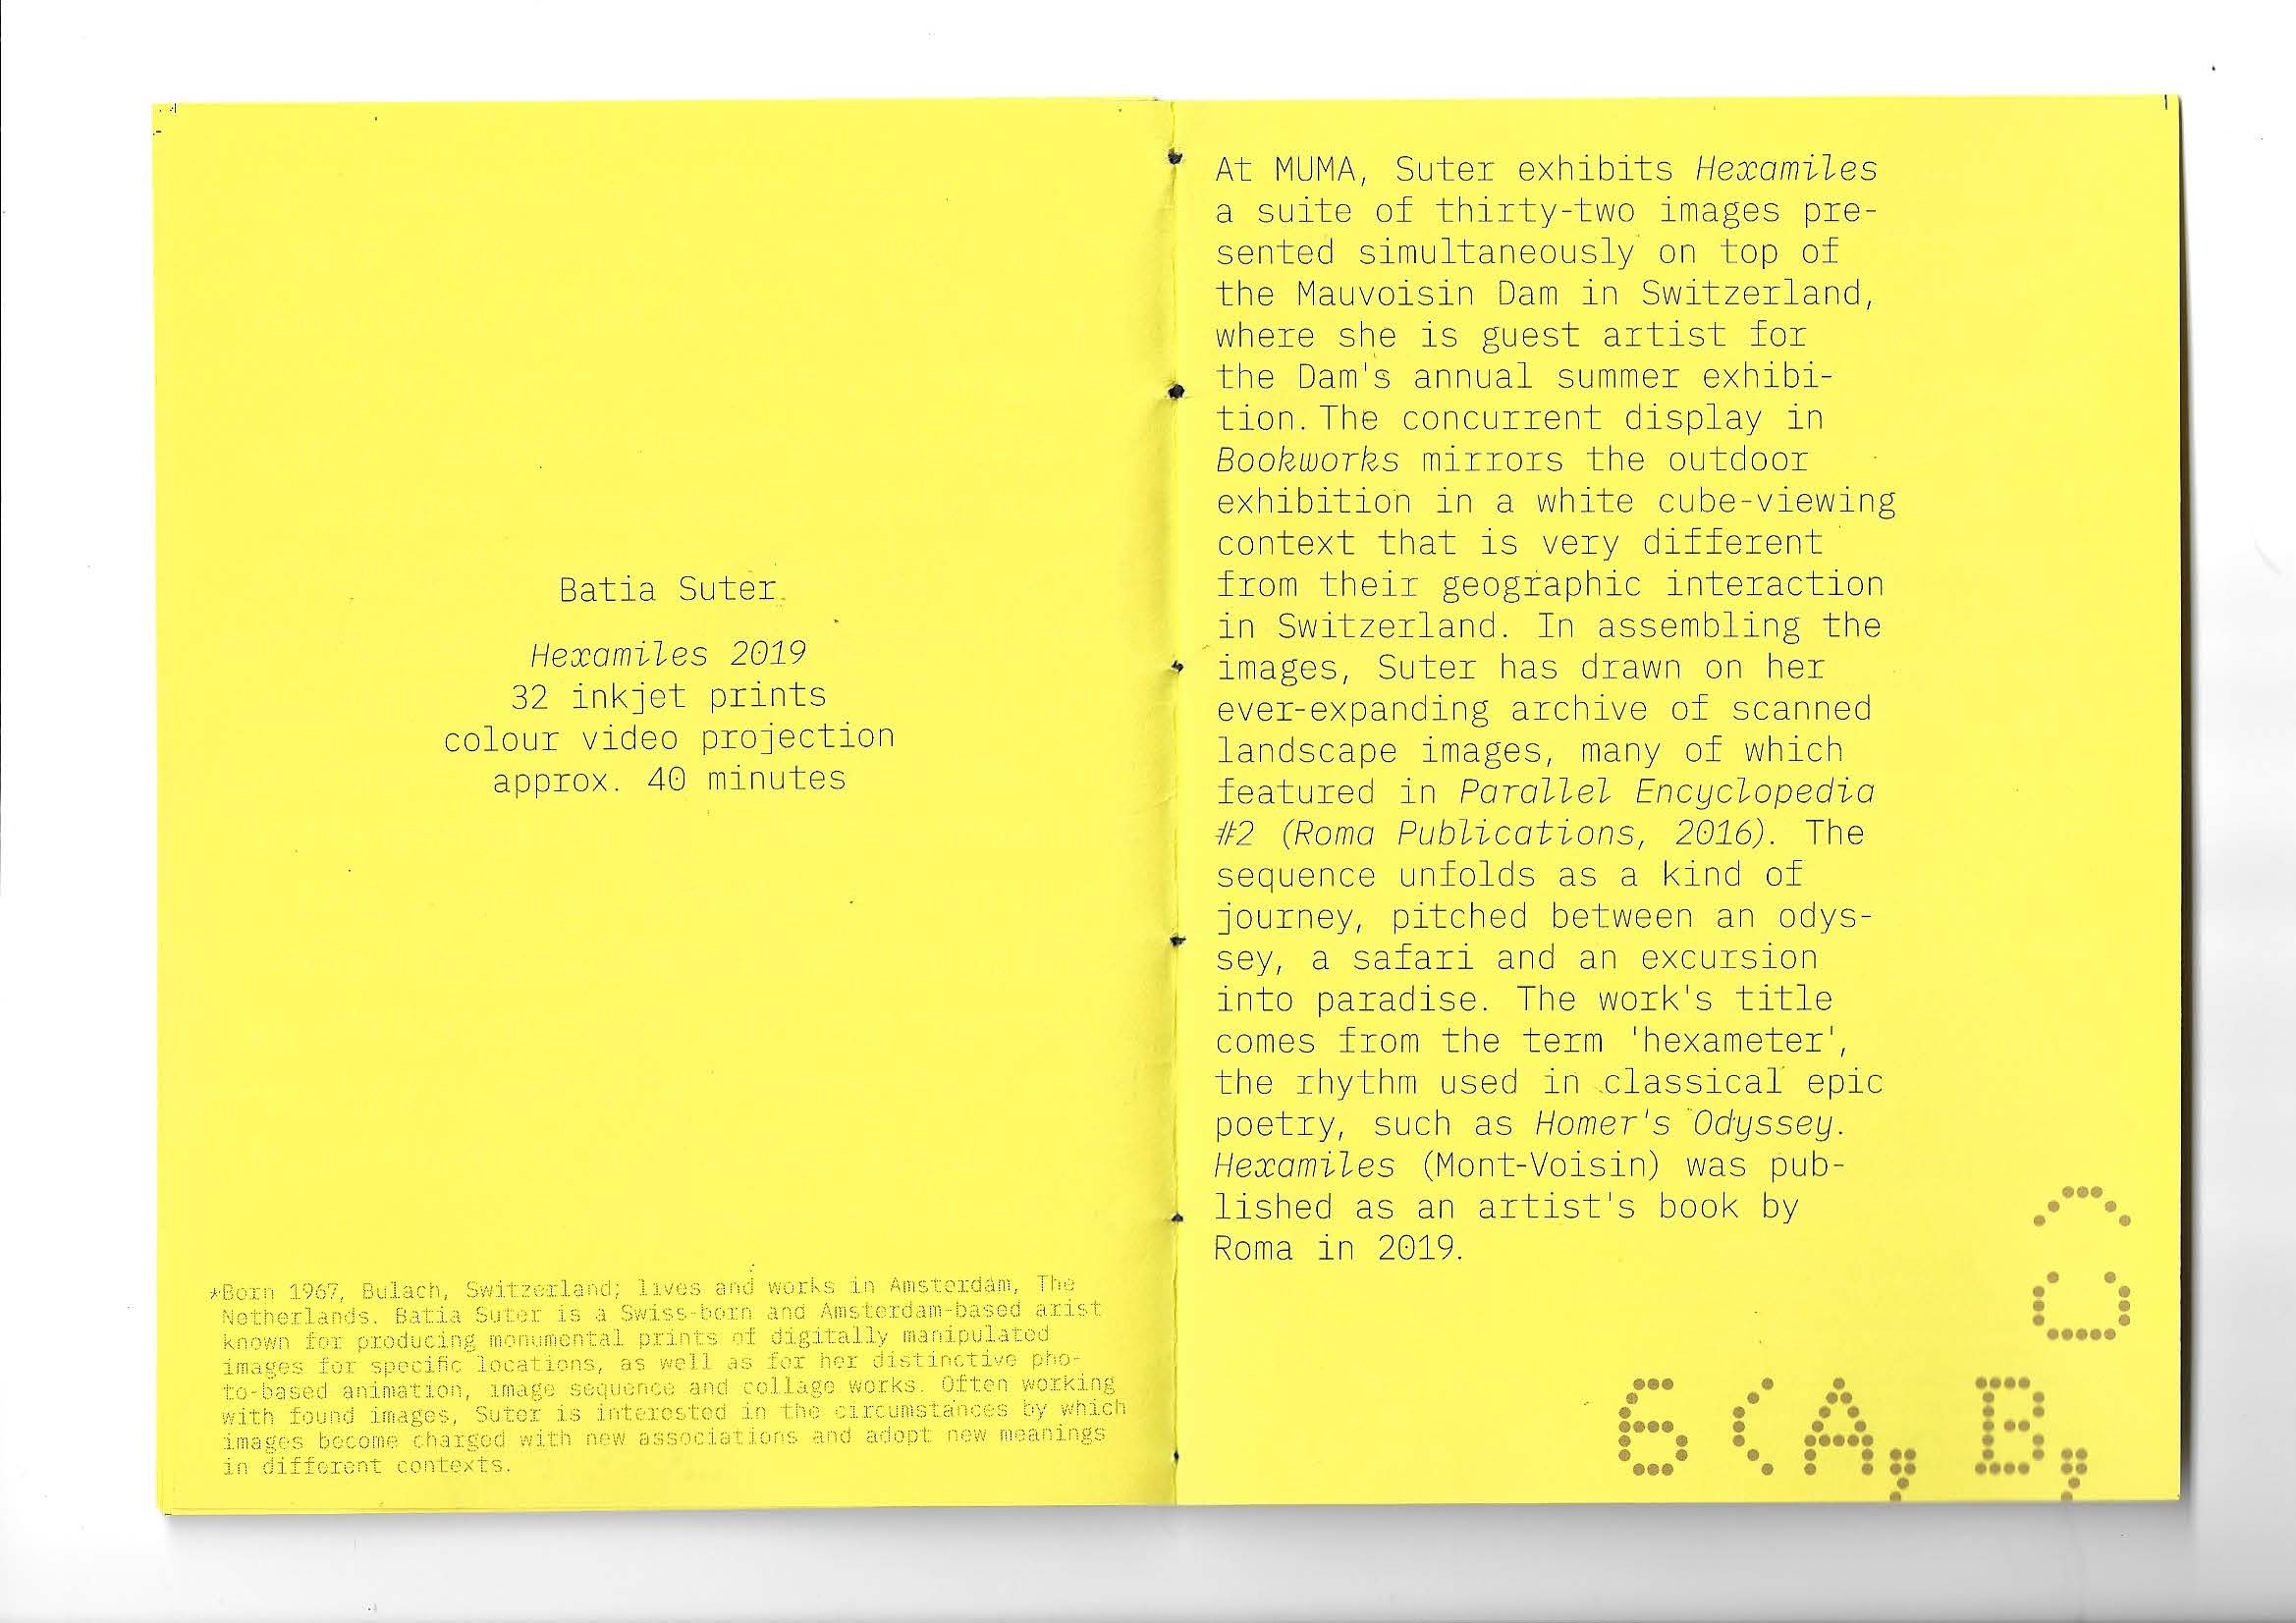 Batia Suter
Hexamiles 2019
32 inkjet prints
colour video projection
approx. 40 minutes
*Born 1967, Bulach, Switzerland; lives and works in Amsterdam, The
Netherlands. Batia Suter is a Swiss-born and Amsterdam-based arist
known for producing monumental prints of digitally manipulated
images for specific locations, as well as for her distinctive pho-
to-based animation, image sequence and collage works. Often working
with found images, Suter is interested in the circumstances by which
images become charged with new associations and adopt new meanings
in different contexts.
At MUMA, Suter exhibits Hexamiles
a suite of thirty-two images pre-
sented simultaneously on top of
the Mauvoisin Dam in Switzerland,
where she is guest artist for
the Dam's annual summer exhibi-
tion. The concurrent display in
Bookworks mirrors the outdoor
exhibition in a white cube-viewing
context that is very different
from their geographic interaction
in Switzerland. In assembling the
images, Suter has drawn on her
ever-expanding archive of scanned
landscape images, many of which
featured in Parallel Encyclopedia
#2 (Roma Publications, 2016). The
sequence unfolds as a kind of
journey, pitched between an odys-
sey, a safari and an excursion
into paradise. The work's title
comes from the term 'hexameter',
the rhythm used in classical epic
poetry, such as Homer's Odyssey.
Hexamiles (Mont-Voisin) was pub-
lished as an artist's book by
Roma in 2019.
6 (A, B,